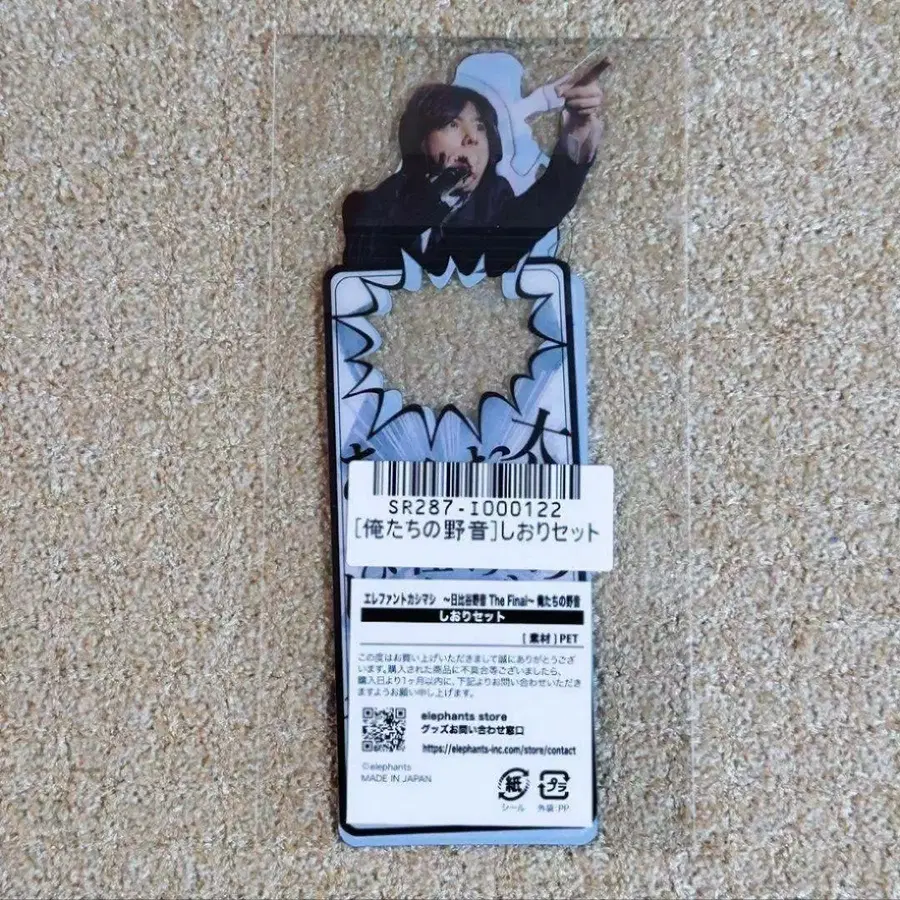 大
SR287-I000122
[俺たちの野音]しおりセット
エレファントカシマシ ～日比谷野音 The Final～ 俺たちの野音
しおりセット
[ 素材 ] PET
この度はお買い上げいただきまして誠にありがとうござ
います。購入された商品に不具合等ございましたら、
購入日より1ヶ月以内に、下記よりお問い合わせいただき
ますようお願い申し上げます。
elephants store
グッズお問い合わせ窓口
https://elephants-inc.com/store/contact
©elephants
MADE IN JAPAN
紙
プラ
シール
外袋:PP